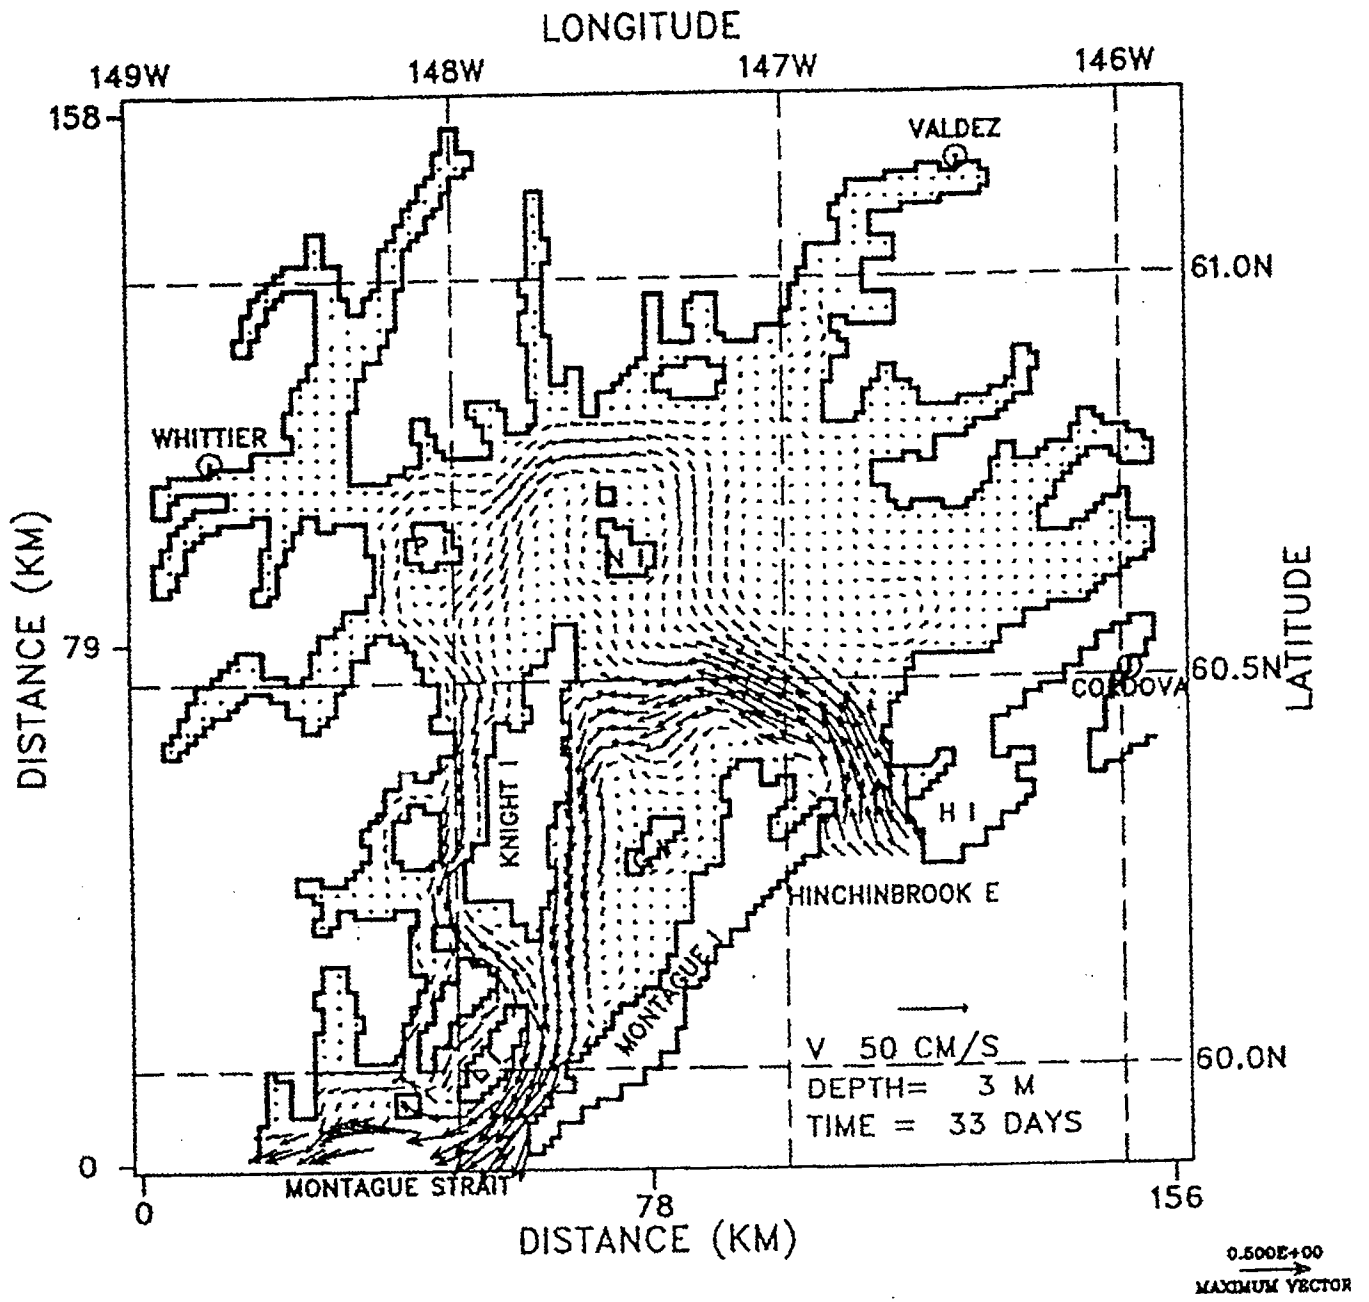 LONGITUDE
149W 148W 147W 146W
158
VALDEZ
61.0N
WHITTIER
P I
N I
DISTANCE (KM)
LATITUDE
79
60.5N
CORDOVA
KNIGHT I
H I
HINCHINBROOK E
MONTAGUE I
V 50 CM/S
60.0N
DEPTH= 3 M
TIME = 33 DAYS
0
MONTAGUE STRAIT
0 78 156
DISTANCE (KM)
0.500E+00
MAXIMUM VECTOR